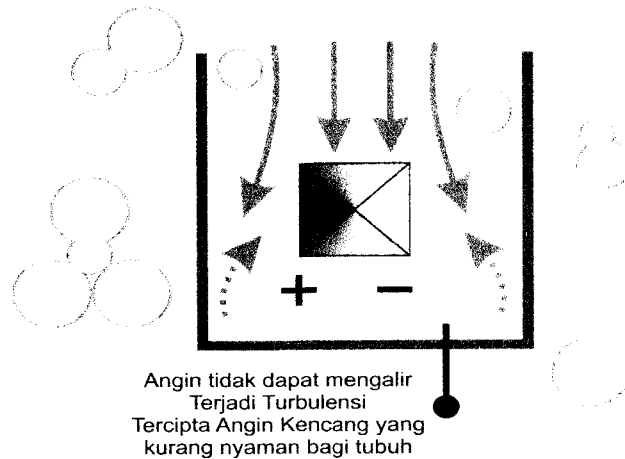 + −
Angin tidak dapat mengalir
Terjadi Turbulensi
Tercipta Angin Kencang yang
kurang nyaman bagi tubuh